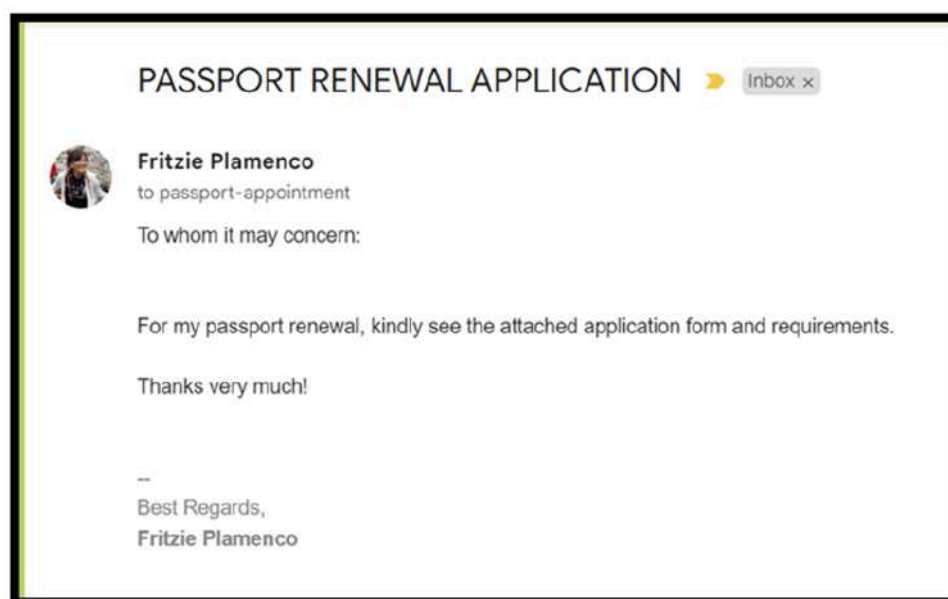 PASSPORT RENEWAL APPLICATION Inbox ×
Fritzie Plamenco
to passport-appointment
To whom it may concern:
For my passport renewal, kindly see the attached application form and requirements.
Thanks very much!
--
Best Regards,
Fritzie Plamenco